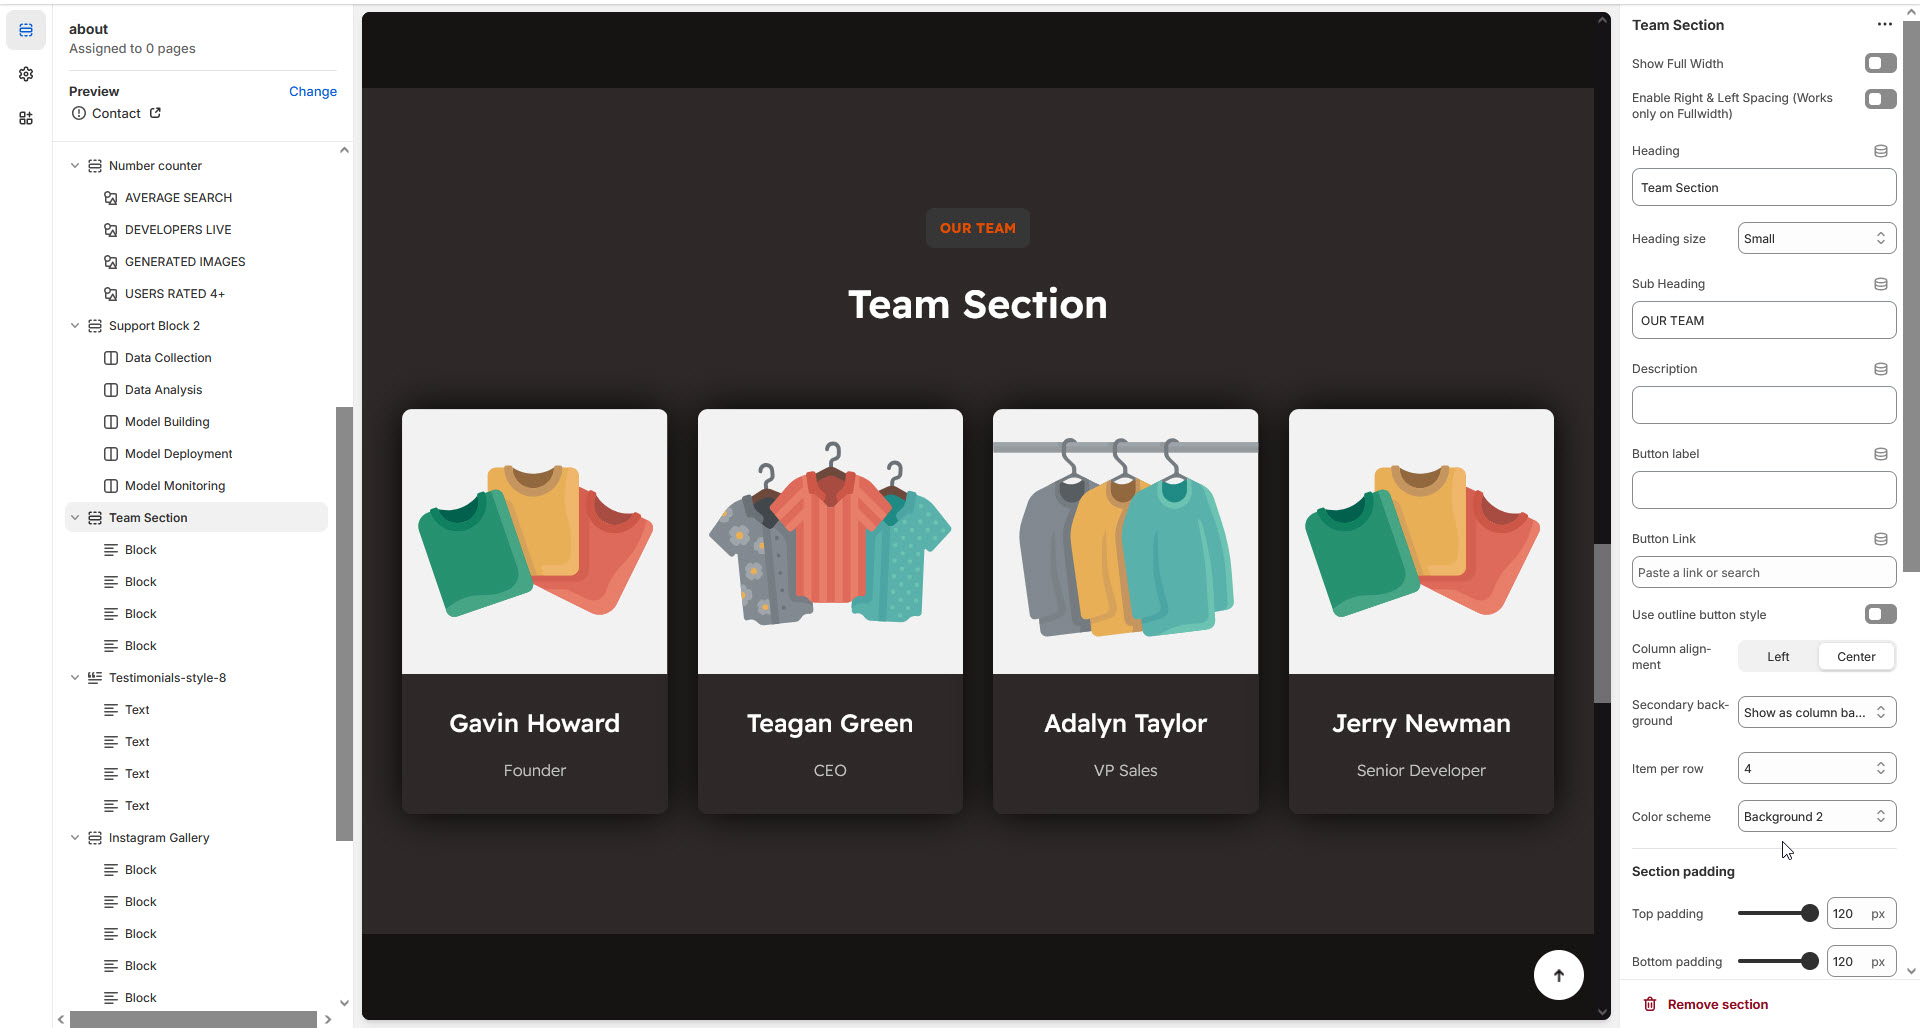 about
Assigned to 0 pages
Preview
Change
Contact
Number counter
AVERAGE SEARCH
DEVELOPERS LIVE
GENERATED IMAGES
USERS RATED 4+
Support Block 2
Data Collection
Data Analysis
Model Building
Model Deployment
Model Monitoring
Team Section
Block
Block
Block
Block
Testimonials-style-8
Text
Text
Text
Text
Instagram Gallery
Block
Block
Block
Block
Block
OUR TEAM
Team Section
Gavin Howard
Founder
Teagan Green
CEO
Adalyn Taylor
VP Sales
Jerry Newman
Senior Developer
Team Section
Show Full Width
Enable Right & Left Spacing (Works
only on Fullwidth)
Heading
Team Section
Heading size
Small
Sub Heading
OUR TEAM
Description
Button label
Button Link
Paste a link or search
Use outline button style
Column align-
ment
Left
Center
Secondary back-
ground
Show as column ba...
Item per row
4
Color scheme
Background 2
Section padding
Top padding
120 px
Bottom padding
120 px
Remove section